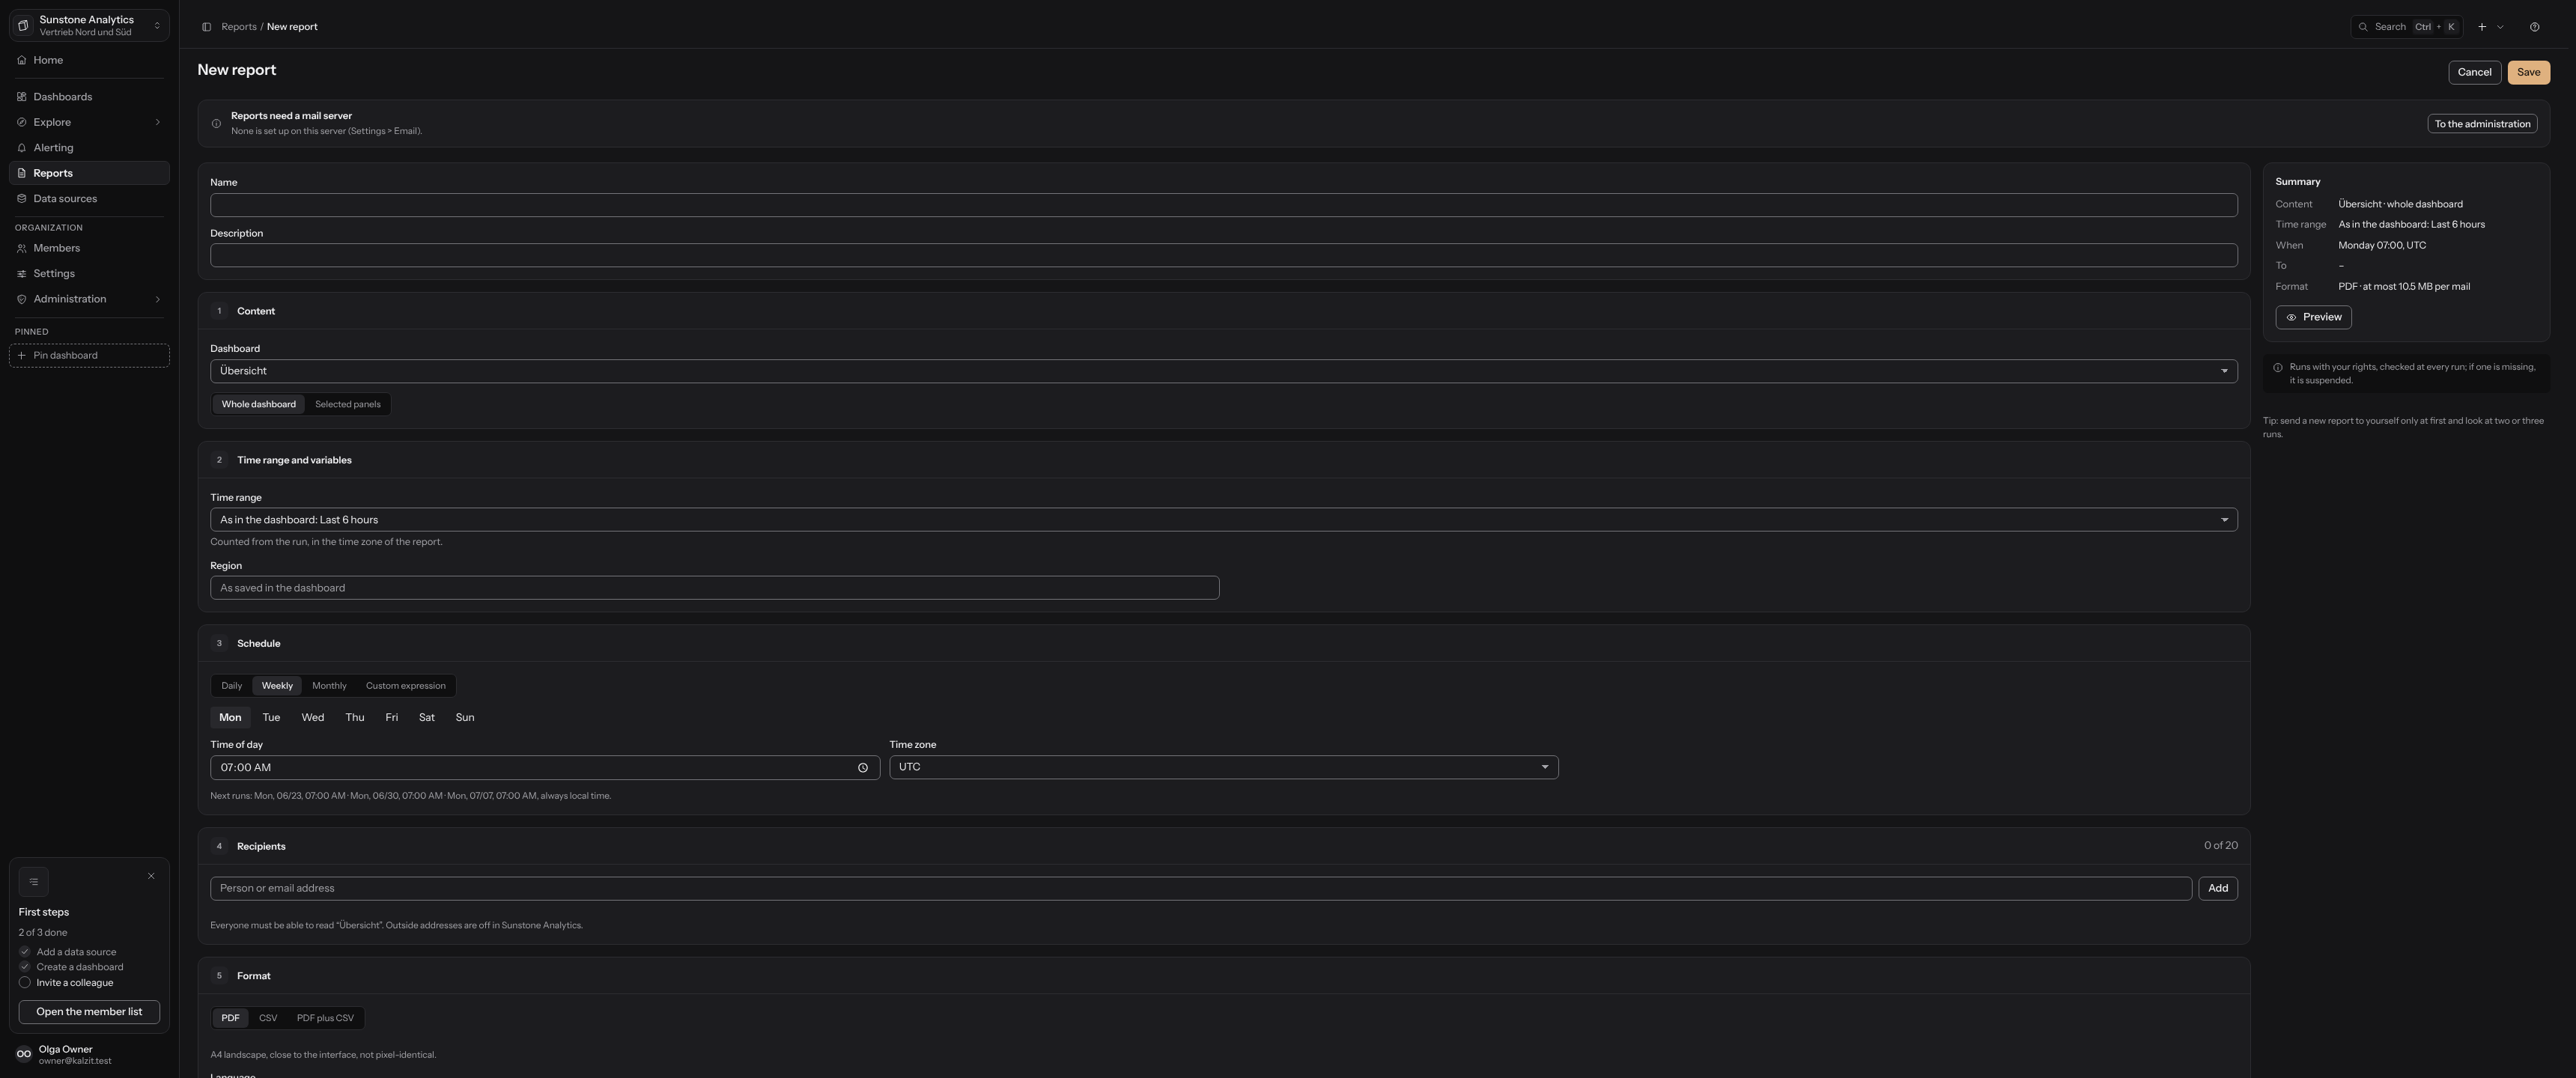 Sunstone Analytics
Vertrieb Nord und Süd
Home
Dashboards
Explore
Alerting
Reports
Data sources
ORGANIZATION
Members
Settings
Administration
PINNED
Pin dashboard
First steps
2 of 3 done
Add a data source
Create a dashboard
Invite a colleague
Open the member list
OO
Olga Owner
owner@kalzit.test
Reports / New report
Search Ctrl + K
New report
Cancel
Save
Reports need a mail server
None is set up on this server (Settings > Email).
To the administration
Name
Description
1 Content
Dashboard
Übersicht
Whole dashboard Selected panels
2 Time range and variables
Time range
As in the dashboard: Last 6 hours
Counted from the run, in the time zone of the report.
Region
As saved in the dashboard
3 Schedule
Daily Weekly Monthly Custom expression
Mon Tue Wed Thu Fri Sat Sun
Time of day Time zone
07:00 AM UTC
Next runs: Mon, 06/23, 07:00 AM · Mon, 06/30, 07:00 AM · Mon, 07/07, 07:00 AM, always local time.
4 Recipients 0 of 20
Person or email address Add
Everyone must be able to read “Übersicht”. Outside addresses are off in Sunstone Analytics.
5 Format
PDF CSV PDF plus CSV
A4 landscape, close to the interface, not pixel-identical.
Language
Summary
Content Übersicht · whole dashboard
Time range As in the dashboard: Last 6 hours
When Monday 07:00, UTC
To –
Format PDF · at most 10.5 MB per mail
Preview
Runs with your rights, checked at every run; if one is missing,
it is suspended.
Tip: send a new report to yourself only at first and look at two or three
runs.